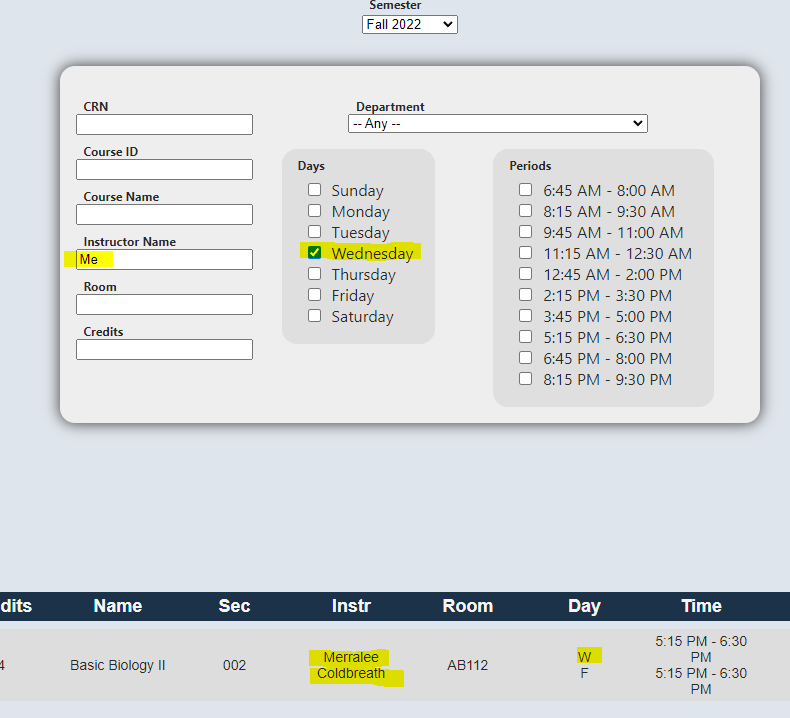 Semester
Fall 2022
CRN
Department
-- Any --
Course ID
Course Name
Instructor Name
Me
Room
Credits
Days
Sunday
Monday
Tuesday
Wednesday
Thursday
Friday
Saturday
Periods
6:45 AM - 8:00 AM
8:15 AM - 9:30 AM
9:45 AM - 11:00 AM
11:15 AM - 12:30 AM
12:45 AM - 2:00 PM
2:15 PM - 3:30 PM
3:45 PM - 5:00 PM
5:15 PM - 6:30 PM
6:45 PM - 8:00 PM
8:15 PM - 9:30 PM
dits Name Sec Instr Room Day Time
4 Basic Biology II 002 Merralee Coldbreath AB112 W F 5:15 PM - 6:30 PM 5:15 PM - 6:30 PM